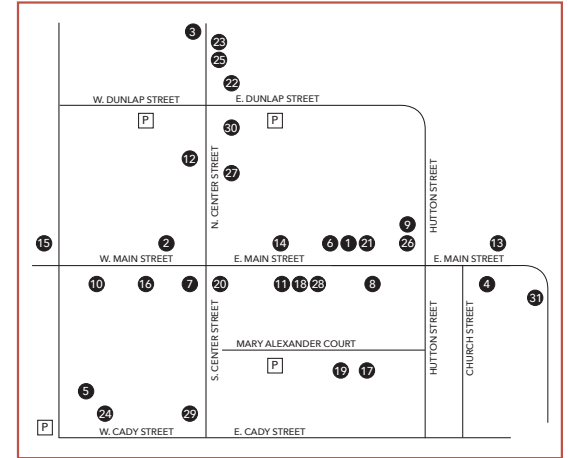 3
23
25
22
W. DUNLAP STREET
E. DUNLAP STREET
P
P
30
12
27
N. CENTER STREET
HUTTON STREET
9
15
2
14
6
1
21
26
13
W. MAIN STREET
E. MAIN STREET
E. MAIN STREET
10
16
7
20
11
18
28
8
4
31
S. CENTER STREET
HUTTON STREET
CHURCH STREET
MARY ALEXANDER COURT
P
19
17
5
24
29
P
W. CADY STREET
E. CADY STREET